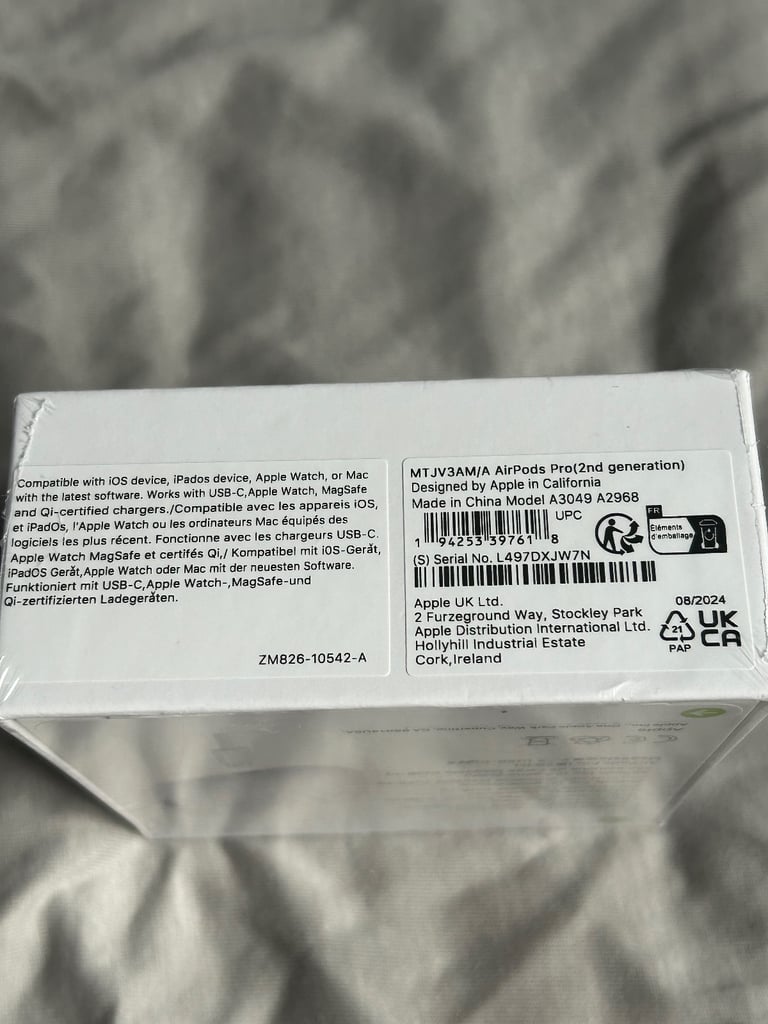 Compatible with iOS device, iPados device, Apple Watch, or Mac
with the latest software. Works with USB-C,Apple Watch, MagSafe
and Qi-certified chargers./Compatible avec les appareis iOS,
et iPadOs, l'Apple Watch ou les ordinateurs Mac équipés des
logiciels les plus récent. Fonctionne avec les chargeurs USB-C.
Apple Watch MagSafe et certifés Qi,/ Kompatibel mit iOS-Gerăt,
iPadOS Gerăt,Apple Watch oder Mac mit der neuesten Software.
Funktioniert mit USB-C,Apple Watch-,MagSafe-und
Qi-zertifizierten Ladegerăten.
ZM826-10542-A
MTJV3AM/A AirPods Pro(2nd generation)
Designed by Apple in California
Made in China Model A3049 A2968
UPC
1 94253 39761 8
FR
Éléments
d'emballage
(S) Serial No. L497DXJW7N
Apple UK Ltd.
2 Furzeground Way, Stockley Park
Apple Distribution International Ltd.
Hollyhill Industrial Estate
Cork,Ireland
08/2024
21
PAP
UK
CA